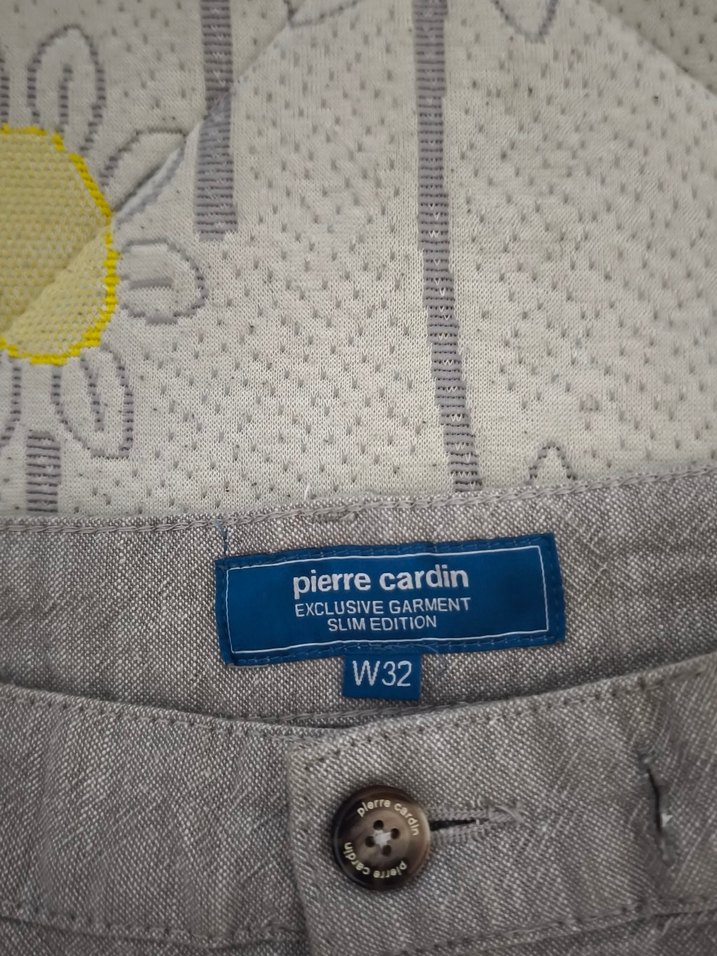 pierre cardin
EXCLUSIVE GARMENT
SLIM EDITION
W32
pierre cardin
pierre cardin